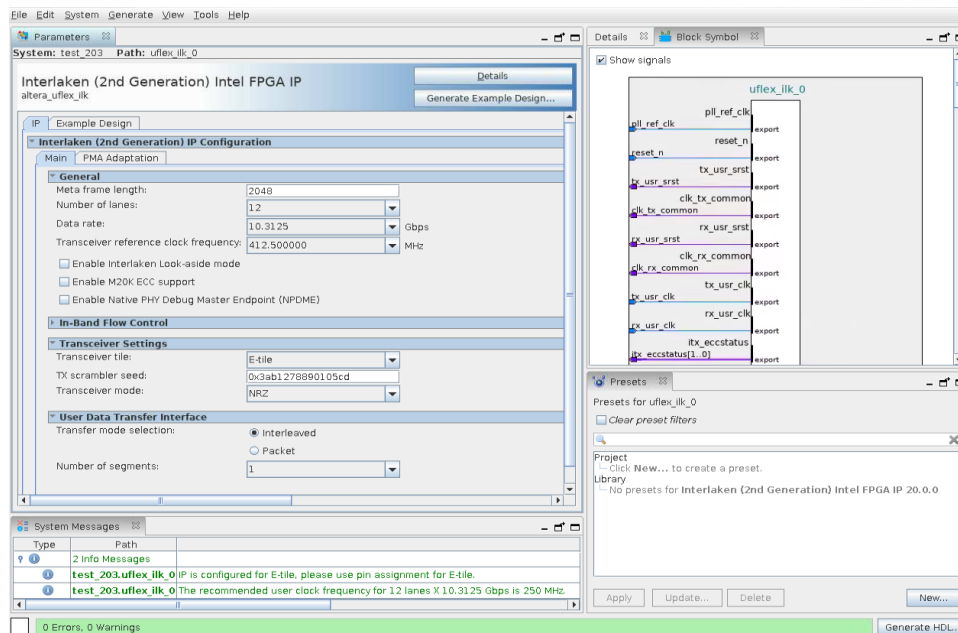 File Edit System Generate View Tools Help
Parameters
System: test_203 Path: uflex_ilk_0
Interlaken (2nd Generation) Intel FPGA IP
altera_uflex_ilk
Details
Generate Example Design...
IP Example Design
Interlaken (2nd Generation) IP Configuration
Main PMA Adaptation
General
Meta frame length: 2048
Number of lanes: 12
Data rate: 10.3125 Gbps
Transceiver reference clock frequency: 412.500000 MHz
Enable Interlaken Look-aside mode
Enable M20K ECC support
Enable Native PHY Debug Master Endpoint (NPDME)
In-Band Flow Control
Transceiver Settings
Transceiver tile: E-tile
TX scrambler seed: 0x3ab1278890105cd
Transceiver mode: NRZ
User Data Transfer Interface
Transfer mode selection: Interleaved
Packet
Number of segments: 1
System Messages
Type Path
2 Info Messages
test_203.uflex_ilk_0 IP is configured for E-tile, please use pin assignment for E-tile.
test_203.uflex_ilk_0 The recommended user clock frequency for 12 lanes X 10.3125 Gbps is 250 MHz.
0 Errors, 0 Warnings
Details Block Symbol
Show signals
uflex_ilk_0
pll_ref_clk
pll_ref_clk export
reset_n
reset_n export
tx_usr_srst
tx_usr_srst export
clk_tx_common
clk_tx_common export
rx_usr_srst
rx_usr_srst export
clk_rx_common
clk_rx_common export
tx_usr_clk
tx_usr_clk export
rx_usr_clk
rx_usr_clk export
itx_eccstatus
itx_eccstatus[1..0] export
Presets
Presets for uflex_ilk_0
Clear preset filters
Project
Click New... to create a preset.
Library
No presets for Interlaken (2nd Generation) Intel FPGA IP 20.0.0
Apply Update... Delete New...
Generate HDL..